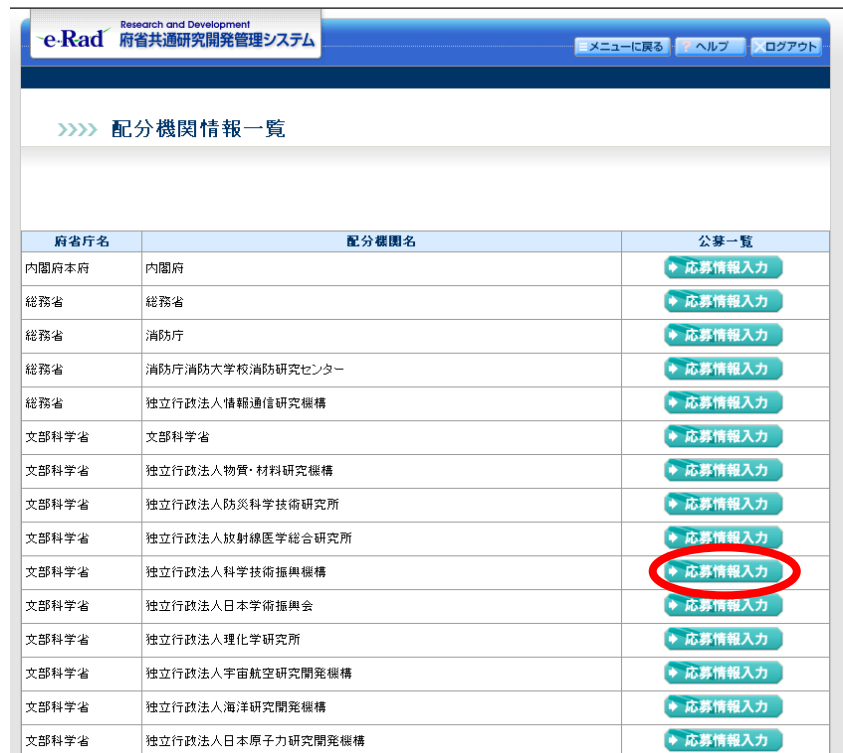 Research and Development
e-Rad 府省共通研究開発管理システム
メニューに戻る ? ヘルプ ログアウト
>>>> 配分機関情報一覧
府省庁名 配分機関名 公募一覧
内閣府本府 内閣府 応募情報入力
総務省 総務省 応募情報入力
総務省 消防庁 応募情報入力
総務省 消防庁消防大学校消防研究センター 応募情報入力
総務省 独立行政法人情報通信研究機構 応募情報入力
文部科学省 文部科学省 応募情報入力
文部科学省 独立行政法人物質・材料研究機構 応募情報入力
文部科学省 独立行政法人防災科学技術研究所 応募情報入力
文部科学省 独立行政法人放射線医学総合研究所 応募情報入力
文部科学省 独立行政法人科学技術振興機構 応募情報入力
文部科学省 独立行政法人日本学術振興会 応募情報入力
文部科学省 独立行政法人理化学研究所 応募情報入力
文部科学省 独立行政法人宇宙航空研究開発機構 応募情報入力
文部科学省 独立行政法人海洋研究開発機構 応募情報入力
文部科学省 独立行政法人日本原子力研究開発機構 応募情報入力